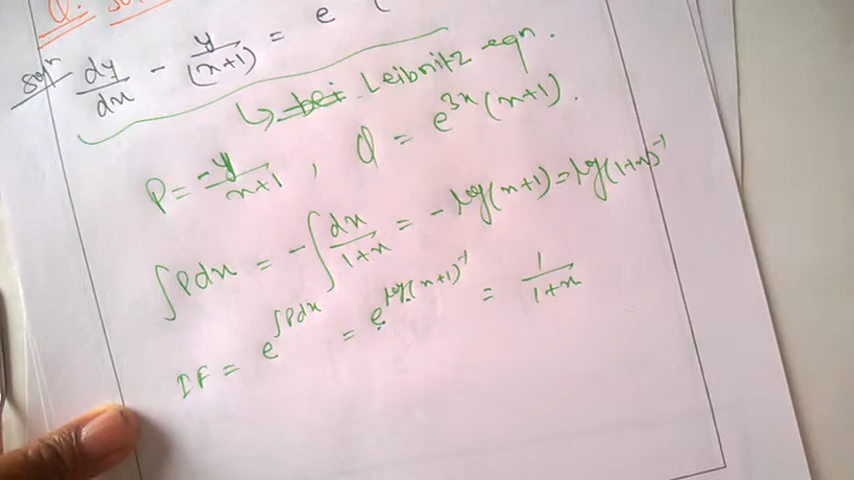 Q.
Solⁿ dy/dx - y/(x+1) = e
↳ Leibnitz eqn.
P = -y/x+1 , Q = e^3x (x+1).
∫Pdx = -∫dx/1+x = -log(x+1) = log(1+x)^-1
IF = e^∫Pdx = e^log(x+1)^-1 = 1/1+x